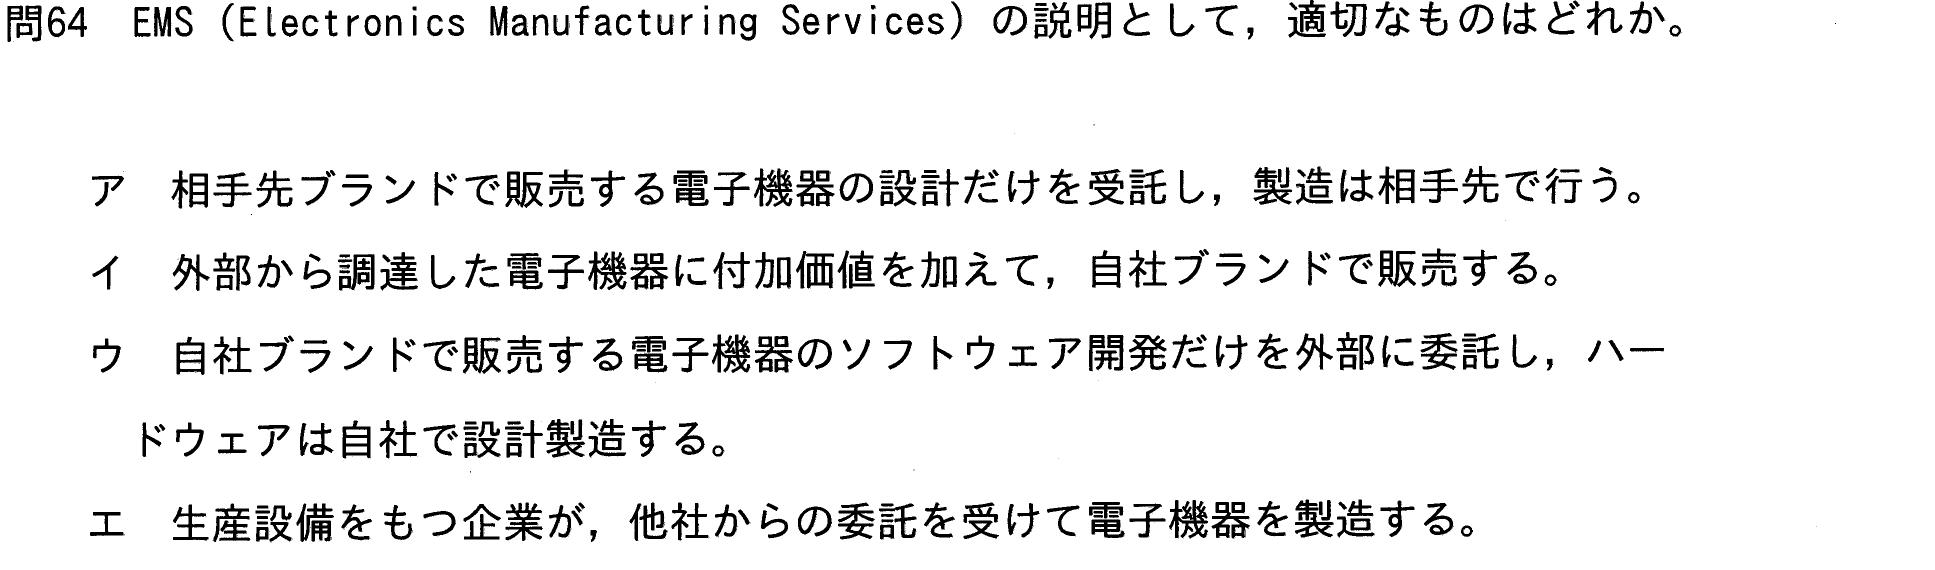 問64　EMS（Electronics Manufacturing Services）の説明として，適切なものはどれか。
ア　相手先ブランドで販売する電子機器の設計だけを受託し，製造は相手先で行う。
イ　外部から調達した電子機器に付加価値を加えて，自社ブランドで販売する。
ウ　自社ブランドで販売する電子機器のソフトウェア開発だけを外部に委託し，ハー
ドウェアは自社で設計製造する。
エ　生産設備をもつ企業が，他社からの委託を受けて電子機器を製造する。